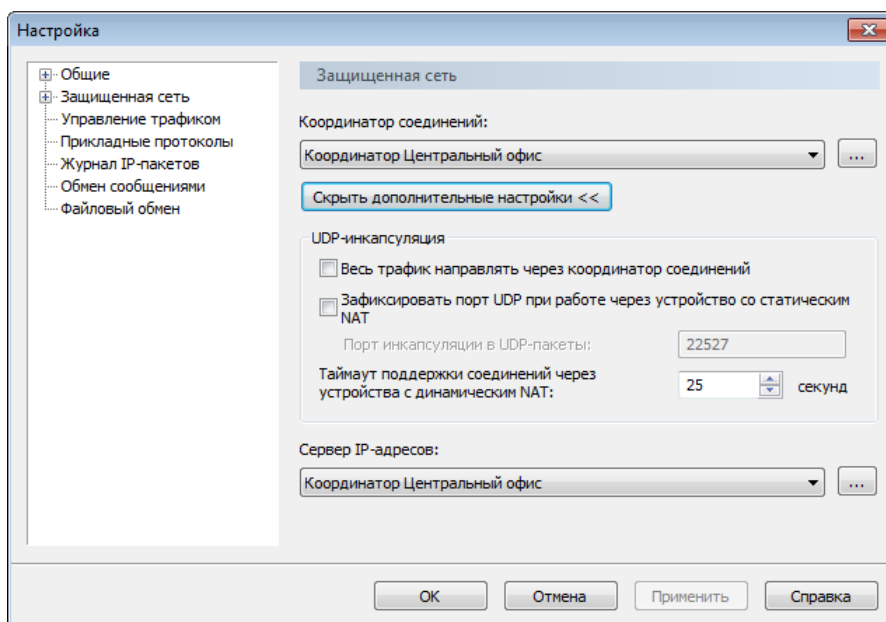 Настройка
Общие
Защищенная сеть
Управление трафиком
Прикладные протоколы
Журнал IP-пакетов
Обмен сообщениями
Файловый обмен
Защищенная сеть
Координатор соединений:
Координатор Центральный офис
...
Скрыть дополнительные настройки <<
UDP-инкапсуляция
Весь трафик направлять через координатор соединений
Зафиксировать порт UDP при работе через устройство со статическим
NAT
Порт инкапсуляции в UDP-пакеты:
22527
Таймаут поддержки соединений через
устройства с динамическим NAT:
25
секунд
Сервер IP-адресов:
Координатор Центральный офис
...
ОК
Отмена
Применить
Справка